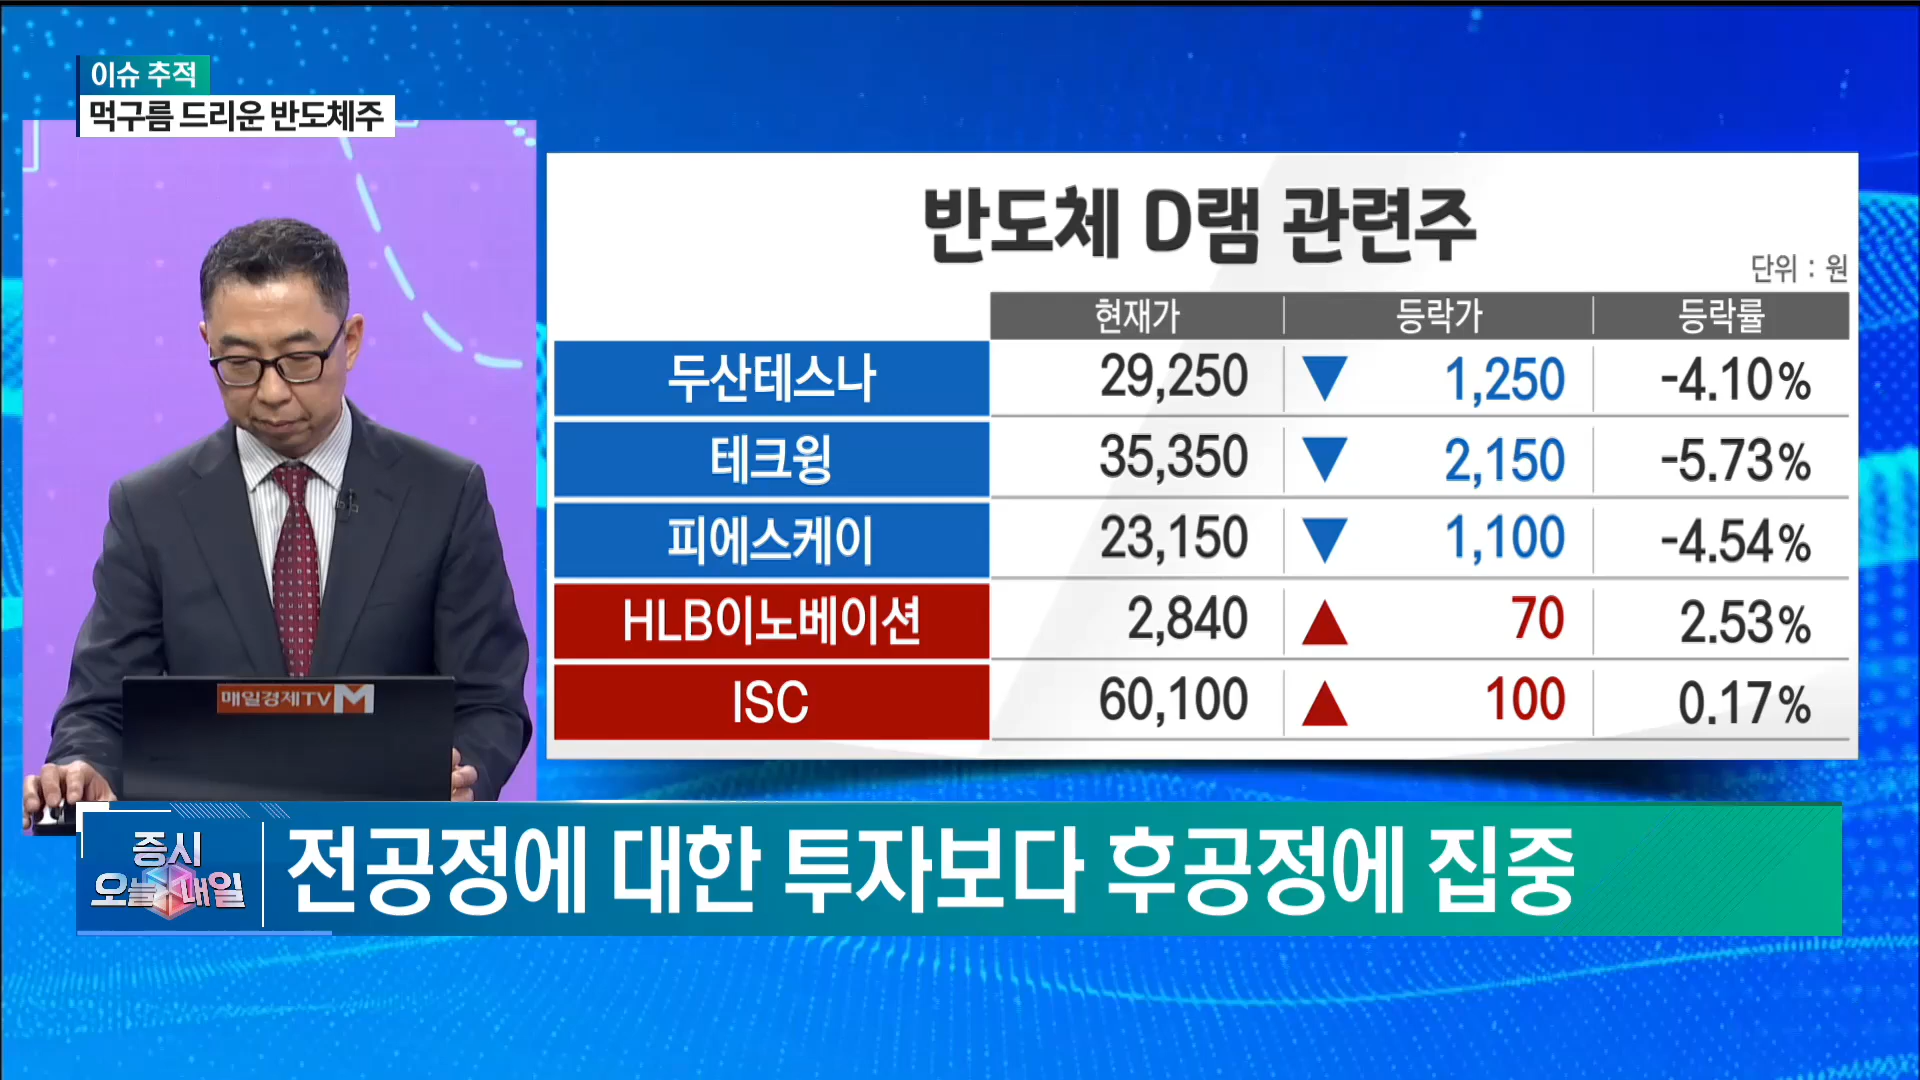 이슈 추적
먹구름 드리운 반도체주
반도체 D램 관련주
단위 : 원
현재가 등락가 등락률
두산테스나 29,250 ▼ 1,250 -4.10%
테크윙 35,350 ▼ 2,150 -5.73%
피에스케이 23,150 ▼ 1,100 -4.54%
HLB이노베이션 2,840 ▲ 70 2.53%
ISC 60,100 ▲ 100 0.17%
매일경제TV M
증시
오늘 매일
전공정에 대한 투자보다 후공정에 집중